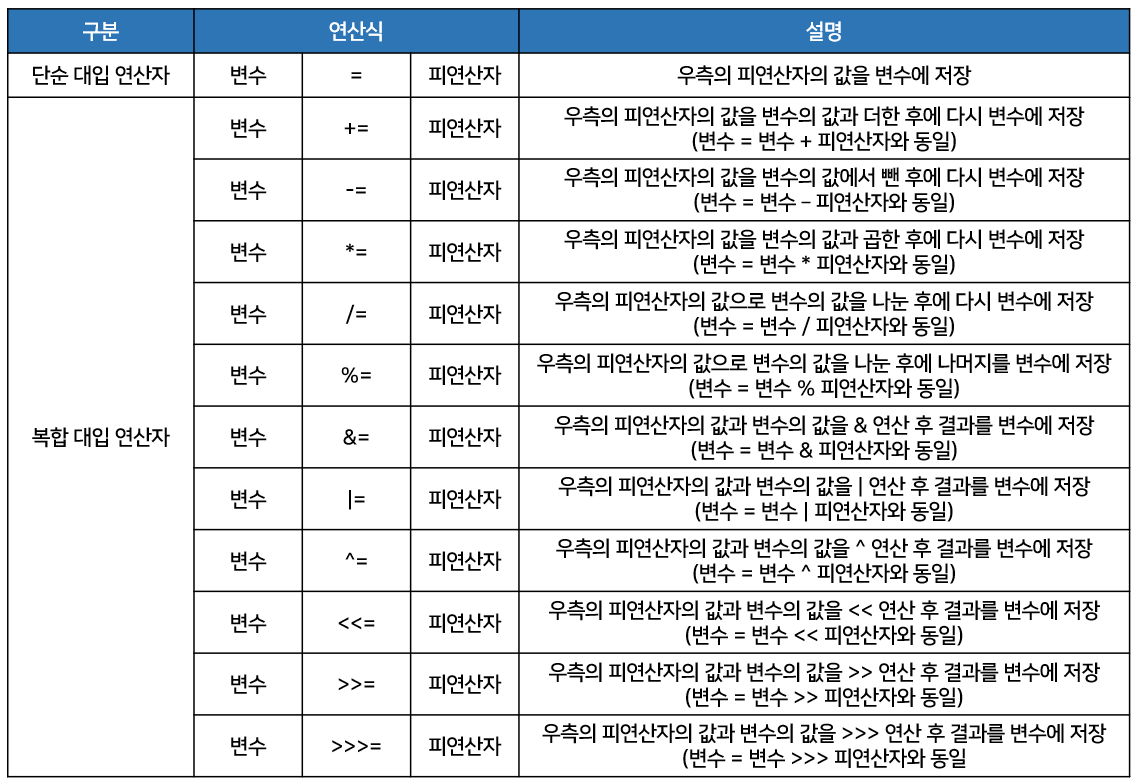 구분 연산식 설명
단순 대입 연산자 변수 = 피연산자 우측의 피연산자의 값을 변수에 저장
복합 대입 연산자
변수 += 피연산자 우측의 피연산자의 값을 변수의 값과 더한 후에 다시 변수에 저장
(변수 = 변수 + 피연산자와 동일)
변수 -= 피연산자 우측의 피연산자의 값을 변수의 값에서 뺀 후에 다시 변수에 저장
(변수 = 변수 – 피연산자와 동일)
변수 *= 피연산자 우측의 피연산자의 값을 변수의 값과 곱한 후에 다시 변수에 저장
(변수 = 변수 * 피연산자와 동일)
변수 /= 피연산자 우측의 피연산자의 값으로 변수의 값을 나눈 후에 다시 변수에 저장
(변수 = 변수 / 피연산자와 동일)
변수 %= 피연산자 우측의 피연산자의 값으로 변수의 값을 나눈 후에 나머지를 변수에 저장
(변수 = 변수 % 피연산자와 동일)
변수 &= 피연산자 우측의 피연산자의 값과 변수의 값을 & 연산 후 결과를 변수에 저장
(변수 = 변수 & 피연산자와 동일)
변수 |= 피연산자 우측의 피연산자의 값과 변수의 값을 | 연산 후 결과를 변수에 저장
(변수 = 변수 | 피연산자와 동일)
변수 ^= 피연산자 우측의 피연산자의 값과 변수의 값을 ^ 연산 후 결과를 변수에 저장
(변수 = 변수 ^ 피연산자와 동일)
변수 <<= 피연산자 우측의 피연산자의 값과 변수의 값을 << 연산 후 결과를 변수에 저장
(변수 = 변수 << 피연산자와 동일)
변수 >>= 피연산자 우측의 피연산자의 값과 변수의 값을 >> 연산 후 결과를 변수에 저장
(변수 = 변수 >> 피연산자와 동일)
변수 >>>= 피연산자 우측의 피연산자의 값과 변수의 값을 >>> 연산 후 결과를 변수에 저장
(변수 = 변수 >>> 피연산자와 동일